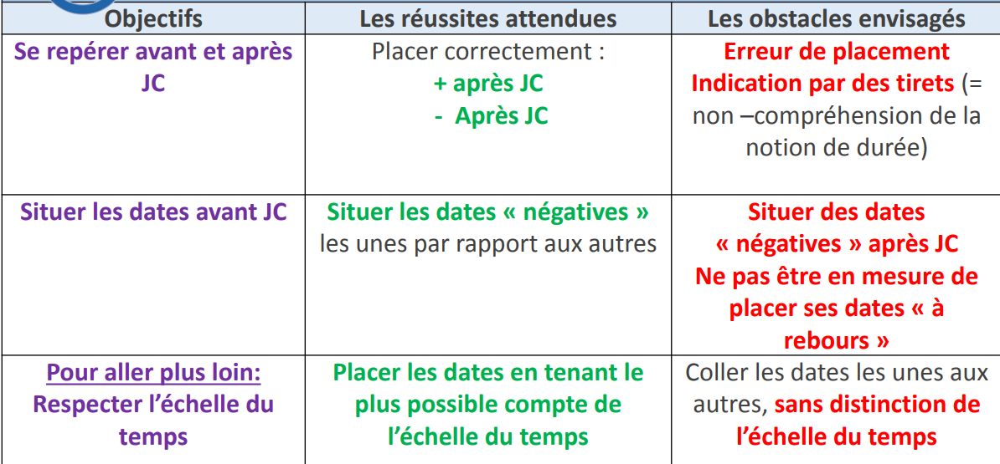 Objectifs
Les réussites attendues
Les obstacles envisagés
Se repérer avant et après
JC
Placer correctement :
+ après JC
- Après JC
Erreur de placement
Indication par des tirets (=
non –compréhension de la
notion de durée)
Situer les dates avant JC
Situer les dates « négatives »
les unes par rapport aux autres
Situer des dates
« négatives » après JC
Ne pas être en mesure de
placer ses dates « à
rebours »
Pour aller plus loin:
Respecter l’échelle du
temps
Placer les dates en tenant le
plus possible compte de
l’échelle du temps
Coller les dates les unes aux
autres, sans distinction de
l’échelle du temps